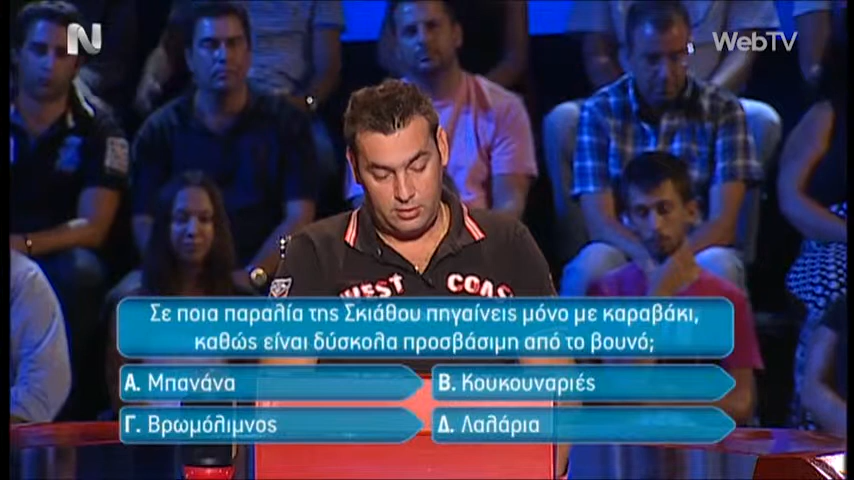 N
WebTV
WEST COAS
Σε ποια παραλία της Σκιάθου πηγαίνεις μόνο με καραβάκι,
καθώς είναι δύσκολα προσβάσιμη από το βουνό;
Α. Μπανάνα
Β. Κουκουναριές
Γ. Βρωμόλιμνος
Δ. Λαλάρια